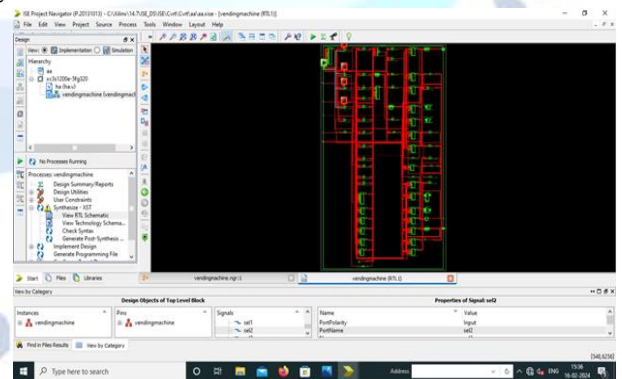 ISE Project Navigator (P.20131013) - C:\Xilinx\14.7\ISE_DS\ISE\Cvrt\Cvrt\aa\aa.xise - [vendingmachine (RTL1)]
File Edit View Project Source Process Tools Window Layout Help
Design
View: Implementation Simulation
Hierarchy
aa
xc3s1200e-5fg320
ha (ha.v)
vendingmachine (vendingmach
No Processes Running
Processes: vendingmachine
Design Summary/Reports
Design Utilities
User Constraints
Synthesize - XST
View RTL Schematic
View Technology Schema...
Check Syntax
Generate Post-Synthesis ...
Implement Design
Generate Programming File
Start Files Libraries
vendingmachine.ngr:1 vendingmachine (RTL1)
View by Category
Design Objects of Top Level Block Properties of Signal: sel2
Instances Pins Signals Name Value
vendingmachine vendingmachine sel1 PortPolarity Input
sel2 PortName sel2
Find in Files Results View by Category
[548,6256]
Type here to search
Address
ENG
15:36
16-02-2024